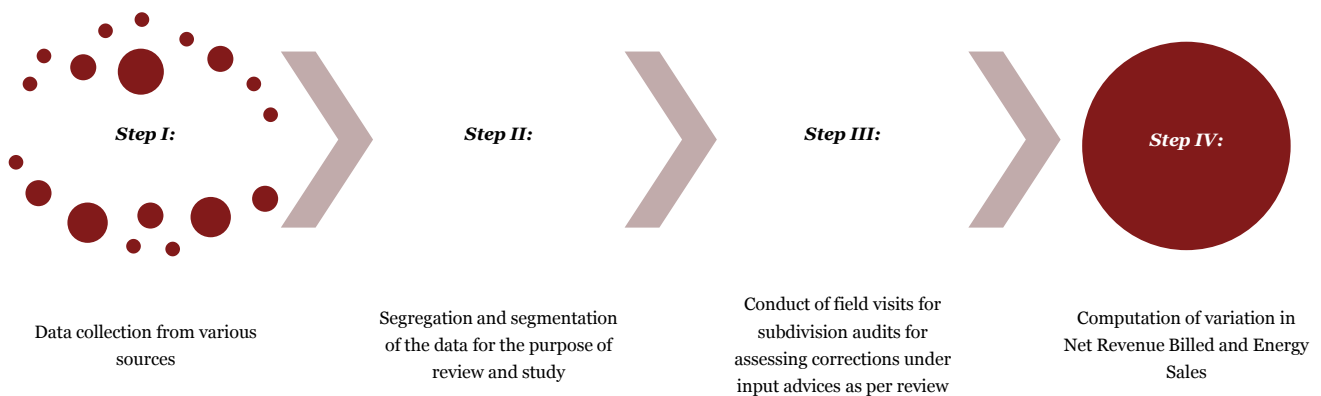 Step I:
Step II:
Step III:
Step IV:
Data collection from various
sources
Segregation and segmentation
of the data for the purpose of
review and study
Conduct of field visits for
subdivision audits for
assessing corrections under
input advices as per review
Computation of variation in
Net Revenue Billed and Energy
Sales